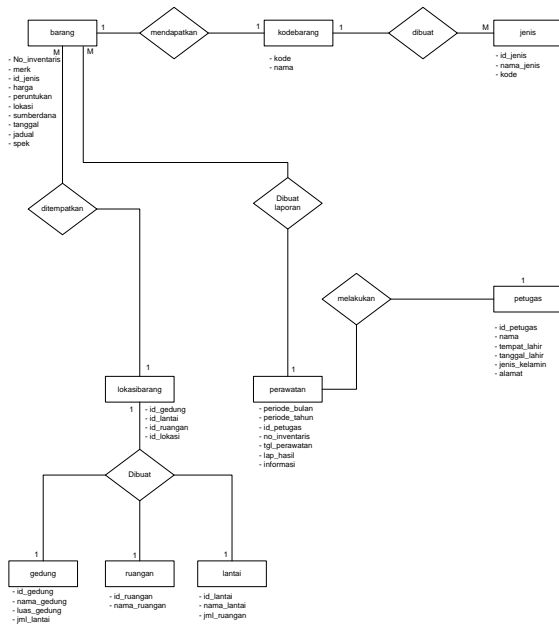 barang
1
mendapatkan
1
kodebarang
1
dibuat
M
jenis
M
M
- No_inventaris
- merk
- id_jenis
- harga
- peruntukan
- lokasi
- sumberdana
- tanggal
- jadual
- spek
- kode
- nama
- id_jenis
- nama_jenis
- kode
ditempatkan
Dibuat
laporan
melakukan
1
petugas
- id_petugas
- nama
- tempat_lahir
- tanggal_lahir
- jenis_kelamin
- alamat
1
lokasibarang
1
- id_gedung
- id_lantai
- id_ruangan
- id_lokasi
1
perawatan
- periode_bulan
- periode_tahun
- id_petugas
- no_inventaris
- tgl_perawatan
- lap_hasil
- informasi
Dibuat
1
gedung
- id_gedung
- nama_gedung
- luas_gedung
- jml_lantai
1
ruangan
- id_ruangan
- nama_ruangan
1
lantai
- id_lantai
- nama_lantai
- jml_ruangan